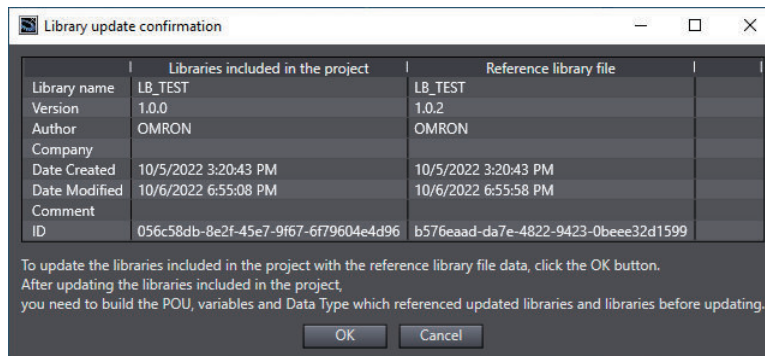 Library update confirmation
Libraries included in the project Reference library file
Library name LB_TEST LB_TEST
Version 1.0.0 1.0.2
Author OMRON OMRON
Company
Date Created 10/5/2022 3:20:43 PM 10/5/2022 3:20:43 PM
Date Modified 10/6/2022 6:55:08 PM 10/6/2022 6:55:58 PM
Comment
ID 056c58db-8e2f-45e7-9f67-6f79604e4d96 b576eaad-da7e-4822-9423-0beee32d1599
To update the libraries included in the project with the reference library file data, click the OK button.
After updating the libraries included in the project,
you need to build the POU, variables and Data Type which referenced updated libraries and libraries before updating.
OK Cancel